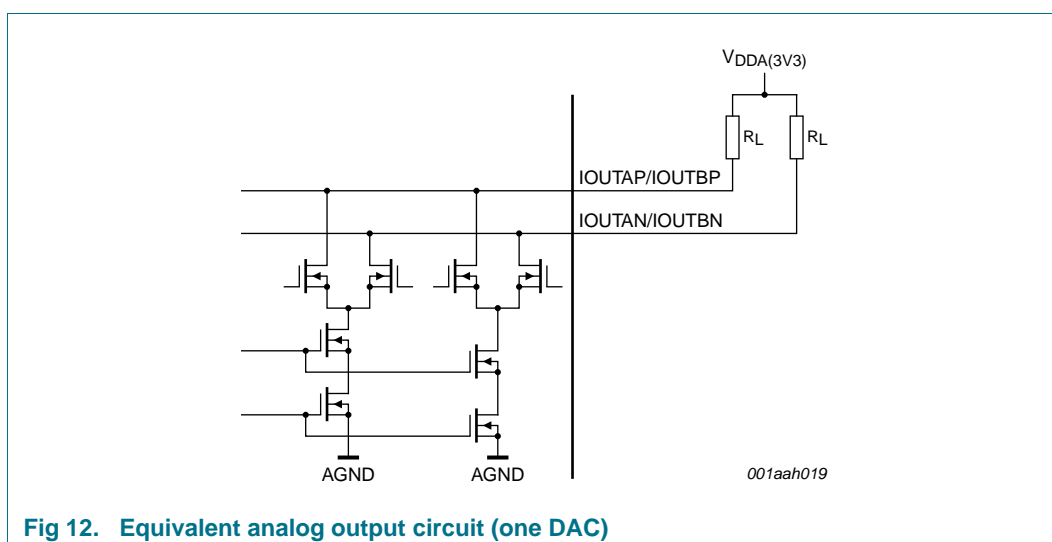 VDDA(3V3)
RL RL
IOUTAP/IOUTBP
IOUTAN/IOUTBN
AGND AGND
001aah019
Fig 12. Equivalent analog output circuit (one DAC)